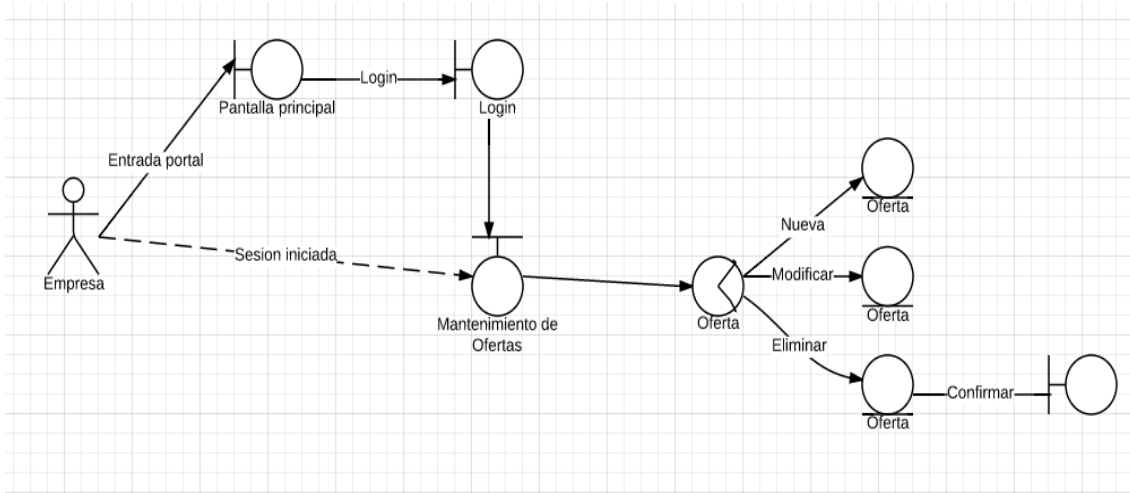 Login
Pantalla principal
Login
Entrada portal
Empresa
Sesion iniciada
Mantenimiento de
Ofertas
Oferta
Nueva
Oferta
Modificar
Oferta
Eliminar
Oferta
Confirmar